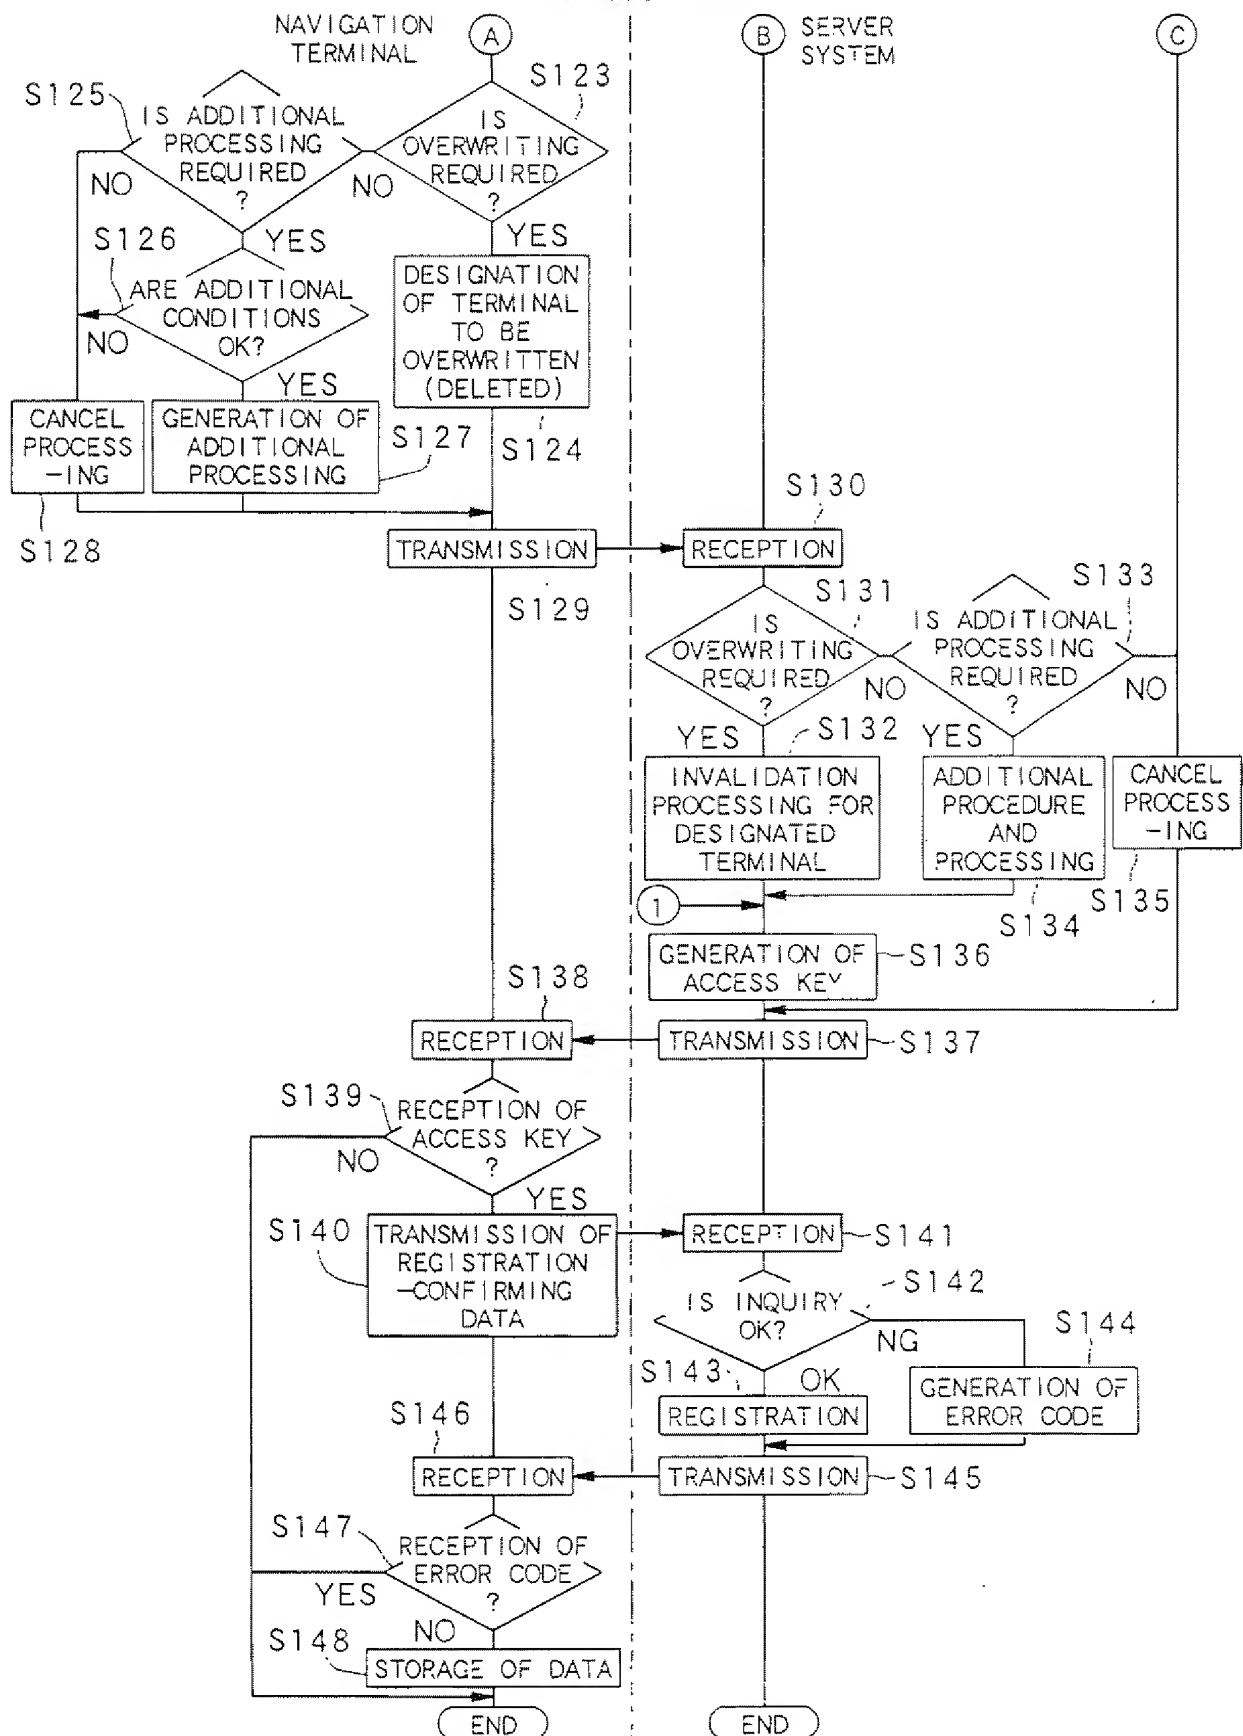 NAVIGATION
TERMINAL
A
B
SERVER
SYSTEM
C
S123
S125
IS ADDITIONAL
PROCESSING
REQUIRED
?
NO
IS
OVERWRITING
REQUIRED
?
NO
YES
S126
YES
ARE ADDITIONAL
CONDITIONS
OK?
NO
YES
DESIGNATION
OF TERMINAL
TO BE
OVERWRITTEN
(DELETED)
S124
CANCEL
PROCESS
-ING
S128
GENERATION OF
ADDITIONAL
PROCESSING
S127
S130
TRANSMISSION
RECEPTION
S129
S131
S133
IS
OVERWRITING
REQUIRED
?
NO
IS ADDITIONAL
PROCESSING
REQUIRED
?
NO
YES
S132
YES
INVALIDATION
PROCESSING FOR
DESIGNATED
TERMINAL
ADDITIONAL
PROCEDURE
AND
PROCESSING
CANCEL
PROCESS
-ING
S135
1
S134
GENERATION OF
ACCESS KEY
S136
S138
RECEPTION
TRANSMISSION
S137
S139
RECEPTION OF
ACCESS KEY
?
NO
YES
S140
TRANSMISSION OF
REGISTRATION
-CONFIRMING
DATA
RECEPTION
S141
IS INQUIRY
OK?
S142
NG
S144
S143
OK
GENERATION OF
ERROR CODE
REGISTRATION
S146
RECEPTION
TRANSMISSION
S145
S147
RECEPTION OF
ERROR CODE
?
YES
NO
S148
STORAGE OF DATA
END
END